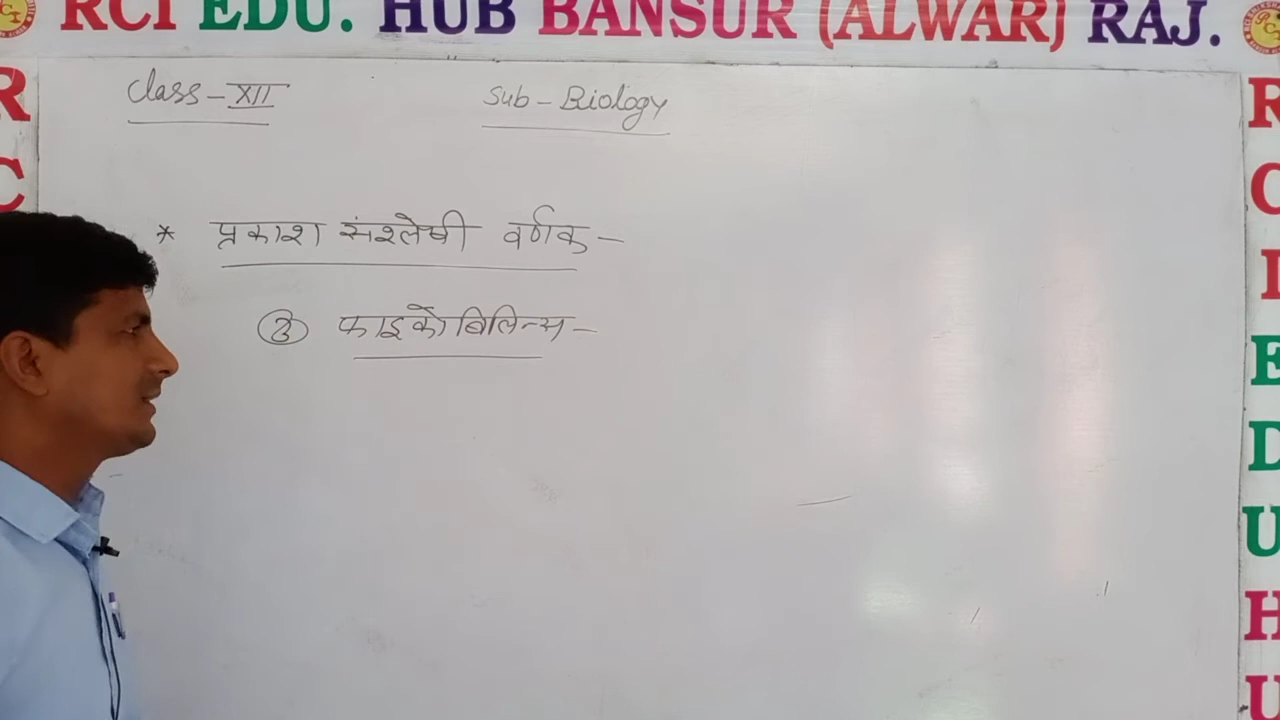 RCI EDU. HUB BANSUR (ALWAR) RAJ.
Class - XII
Sub - Biology
* प्रकाश संश्लेषी वर्णक -
③ फाइकोबिलिन्स -
R
C
R
C
I
E
D
U
H
U